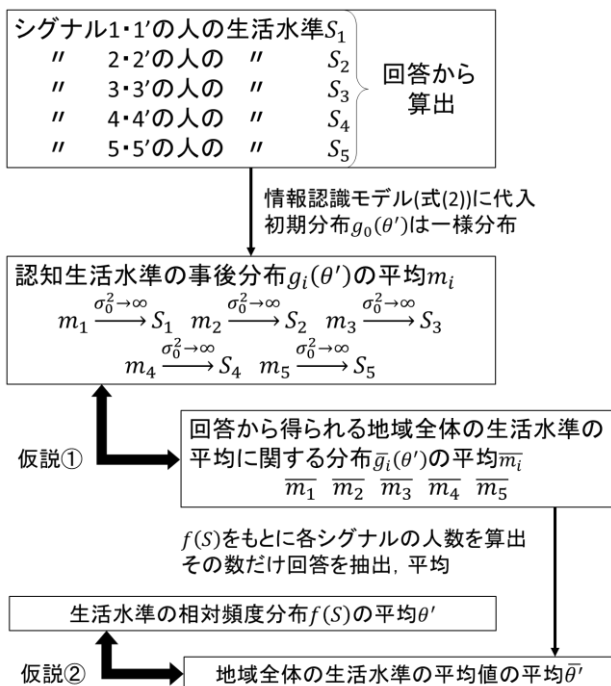 シグナル1・1′の人の生活水準S₁
〃 2・2′の人の 〃 S₂
〃 3・3′の人の 〃 S₃
〃 4・4′の人の 〃 S₄
〃 5・5′の人の 〃 S₅
回答から
算出
情報認識モデル(式(2))に代入
初期分布g₀(θ′)は一様分布
認知生活水準の事後分布gᵢ(θ′)の平均mᵢ
m₁ →(σ₀²→∞) S₁ m₂ →(σ₀²→∞) S₂ m₃ →(σ₀²→∞) S₃
m₄ →(σ₀²→∞) S₄ m₅ →(σ₀²→∞) S₅
仮説①
回答から得られる地域全体の生活水準の
平均に関する分布g̅ᵢ(θ′)の平均m̅ᵢ
m̅₁ m̅₂ m̅₃ m̅₄ m̅₅
f(S)をもとに各シグナルの人数を算出
その数だけ回答を抽出，平均
生活水準の相対頻度分布f(S)の平均θ′
仮説②
地域全体の生活水準の平均値の平均θ̅′